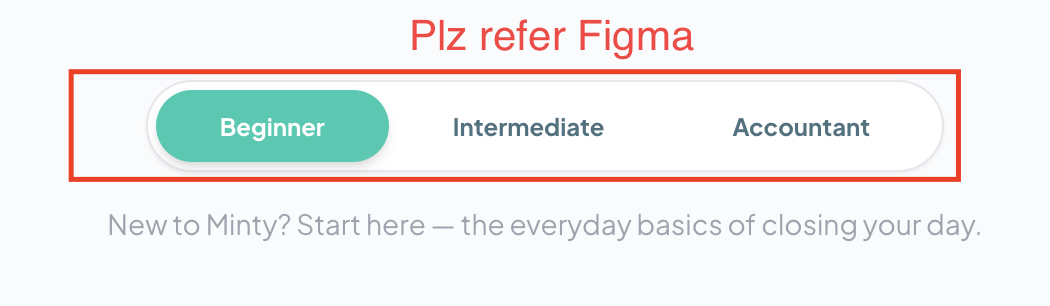 Plz refer Figma
Beginner Intermediate Accountant
New to Minty? Start here — the everyday basics of closing your day.